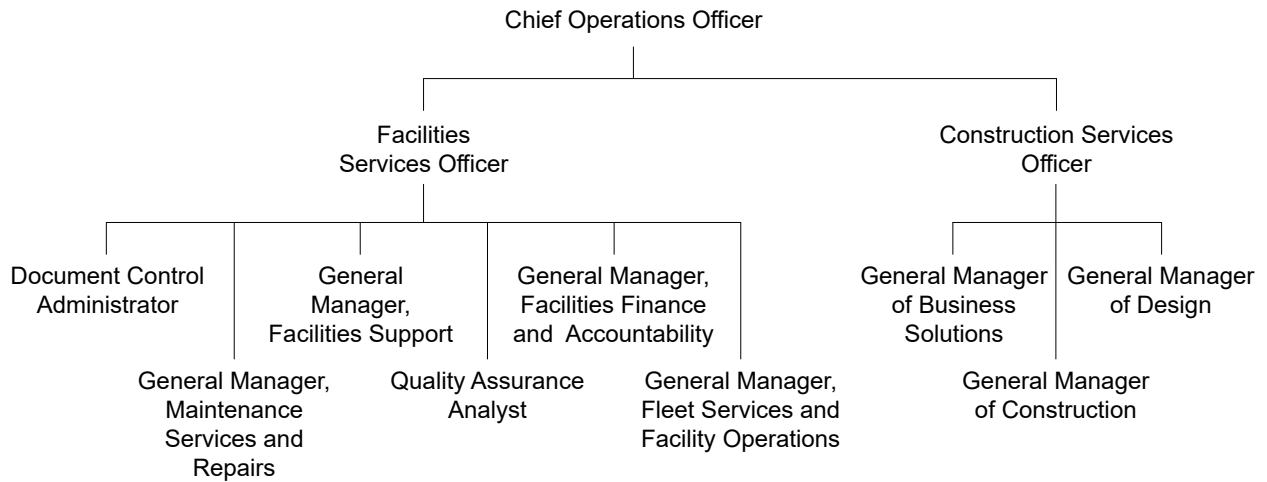 Chief Operations Officer
Facilities
Services Officer
Construction Services
Officer
Document Control
Administrator
General
Manager,
Facilities Support
General Manager,
Facilities Finance
and  Accountability
General Manager
of Business
Solutions
General Manager
of Design
General Manager,
Maintenance
Services and
Repairs
Quality Assurance
Analyst
General Manager,
Fleet Services and
Facility Operations
General Manager
of Construction